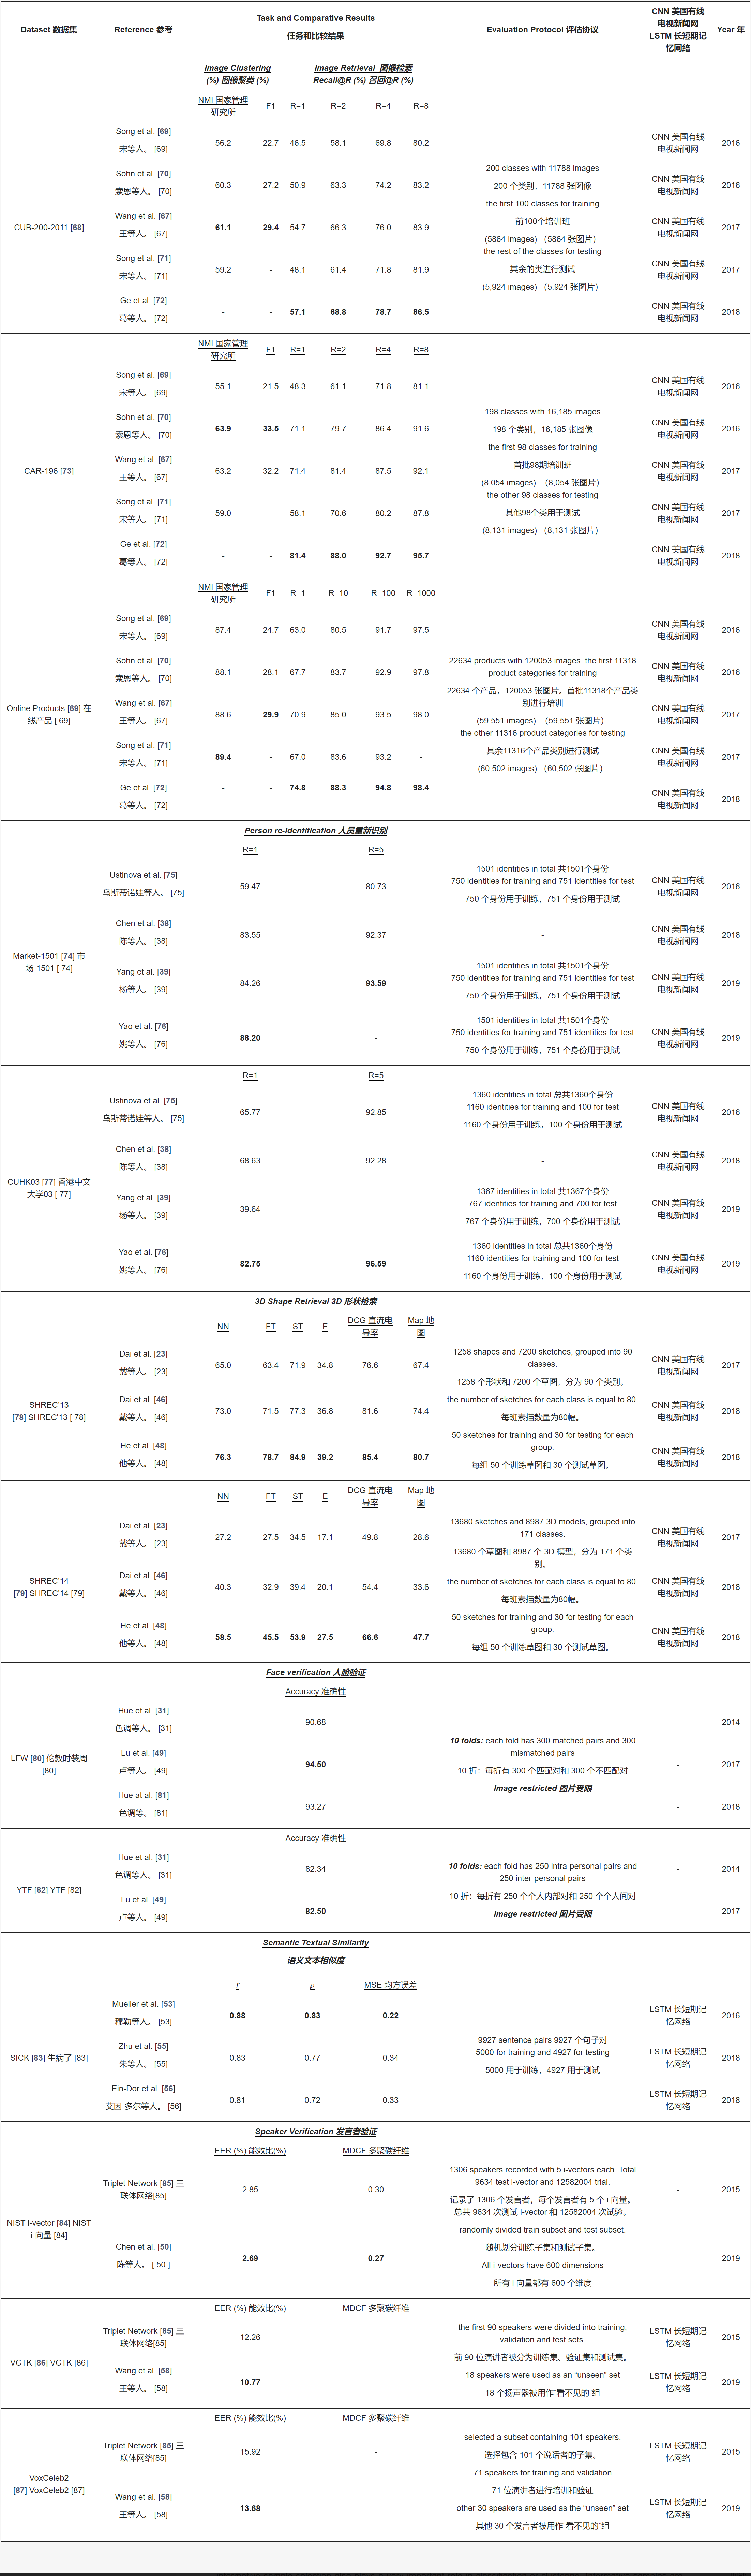 Dataset 数据集
Reference 参考
Task and Comparative Results
任务和比较结果
Evaluation Protocol 评估协议
CNN 美国有线
电视新闻网
LSTM 长短期记
忆网络
Year 年
Image Clustering
(%) 图像聚类 (%)
Image Retrieval 图像检索
Recall@R (%) 召回@R (%)
NMI 国家管理
研究所
F1 R=1 R=2 R=4 R=8
CUB-200-2011 [68]
Song et al. [69]
宋等人。 [69]
56.2 22.7 46.5 58.1 69.8 80.2
CNN 美国有线
电视新闻网
2016
Sohn et al. [70]
索恩等人。 [70]
60.3 27.2 50.9 63.3 74.2 83.2
CNN 美国有线
电视新闻网
2016
Wang et al. [67]
王等人。 [67]
61.1 29.4 54.7 66.3 76.0 83.9
CNN 美国有线
电视新闻网
2017
Song et al. [71]
宋等人。 [71]
59.2 - 48.1 61.4 71.8 81.9
CNN 美国有线
电视新闻网
2017
Ge et al. [72]
葛等人。 [72]
- - 57.1 68.8 78.7 86.5
CNN 美国有线
电视新闻网
2018
200 classes with 11788 images
200 个类别，11788 张图像
the first 100 classes for training
前100个培训班
(5864 images) （5864 张图片）
the rest of the classes for testing
其余的类进行测试
(5,924 images) （5,924 张图片）
NMI 国家管理
研究所
F1 R=1 R=2 R=4 R=8
CAR-196 [73]
Song et al. [69]
宋等人。 [69]
55.1 21.5 48.3 61.1 71.8 81.1
CNN 美国有线
电视新闻网
2016
Sohn et al. [70]
索恩等人。 [70]
63.9 33.5 71.1 79.7 86.4 91.6
CNN 美国有线
电视新闻网
2016
Wang et al. [67]
王等人。 [67]
63.2 32.2 71.4 81.4 87.5 92.1
CNN 美国有线
电视新闻网
2017
Song et al. [71]
宋等人。 [71]
59.0 - 58.1 70.6 80.2 87.8
CNN 美国有线
电视新闻网
2017
Ge et al. [72]
葛等人。 [72]
- - 81.4 88.0 92.7 95.7
CNN 美国有线
电视新闻网
2018
198 classes with 16,185 images
198 个类别，16,185 张图像
the first 98 classes for training
首批98期培训班
(8,054 images) （8,054 张图片）
the other 98 classes for testing
其他98个类用于测试
(8,131 images) （8,131 张图片）
NMI 国家管理
研究所
F1 R=1 R=10 R=100 R=1000
Online Products [69] 在
线产品 [ 69]
Song et al. [69]
宋等人。 [69]
87.4 24.7 63.0 80.5 91.7 97.5
CNN 美国有线
电视新闻网
2016
Sohn et al. [70]
索恩等人。 [70]
88.1 28.1 67.7 83.7 92.9 97.8
CNN 美国有线
电视新闻网
2016
Wang et al. [67]
王等人。 [67]
88.6 29.9 70.9 85.0 93.5 98.0
CNN 美国有线
电视新闻网
2017
Song et al. [71]
宋等人。 [71]
89.4 - 67.0 83.6 93.2 -
CNN 美国有线
电视新闻网
2017
Ge et al. [72]
葛等人。 [72]
- - 74.8 88.3 94.8 98.4
2018
22634 products with 120053 images. the first 11318
product categories for training
22634 个产品，120053 张图片。首批11318个产品类
别进行培训
(59,551 images) （59,551 张图片）
the other 11316 product categories for testing
其余11316个产品类别进行测试
(60,502 images) （60,502 张图片）
Person re-Identification 人员重新识别
R=1 R=5
Market-1501 [74] 市
场-1501 [ 74]
Ustinova et al. [75]
乌斯蒂诺娃等人。 [75]
59.47 80.73
1501 identities in total 共1501个身份
750 identities for training and 751 identities for test
750 个身份用于训练，751 个身份用于测试
CNN 美国有线
电视新闻网
2016
Chen et al. [38]
陈等人。 [38]
83.55 92.37 -
CNN 美国有线
电视新闻网
2018
Yang et al. [39]
杨等人。 [39]
84.26 93.59
1501 identities in total 共1501个身份
750 identities for training and 751 identities for test
750 个身份用于训练，751 个身份用于测试
CNN 美国有线
电视新闻网
2019
Yao et al. [76]
姚等人。 [76]
88.20 -
1501 identities in total 共1501个身份
750 identities for training and 751 identities for test
750 个身份用于训练，751 个身份用于测试
CNN 美国有线
电视新闻网
2019
R=1 R=5
CUHK03 [77] 香港中文
大学03 [ 77]
Ustinova et al. [75]
乌斯蒂诺娃等人。 [75]
65.77 92.85
1360 identities in total 总共1360个身份
1160 identities for training and 100 for test
1160 个身份用于训练，100 个身份用于测试
CNN 美国有线
电视新闻网
2016
Chen et al. [38]
陈等人。 [38]
68.63 92.28 -
CNN 美国有线
电视新闻网
2018
Yang et al. [39]
杨等人。 [39]
39.64 -
1367 identities in total 共1367个身份
767 identities for training and 700 for test
767 个身份用于训练，700 个身份用于测试
CNN 美国有线
电视新闻网
2019
Yao et al. [76]
姚等人。 [76]
82.75 96.59
1360 identities in total 总共1360个身份
1160 identities for training and 100 for test
1160 个身份用于训练，100 个身份用于测试
CNN 美国有线
电视新闻网
2019
3D Shape Retrieval 3D 形状检索
NN FT ST E
DCG 直流电
导率
Map 地
图
SHREC'13
[78] SHREC'13 [ 78]
Dai et al. [23]
戴等人。 [23]
65.0 63.4 71.9 34.8 76.6 67.4
1258 shapes and 7200 sketches, grouped into 90
classes.
1258 个形状和 7200 个草图，分为 90 个类别。
CNN 美国有线
电视新闻网
2017
Dai et al. [46]
戴等人。 [46]
73.0 71.5 77.3 36.8 81.6 74.4
the number of sketches for each class is equal to 80.
每班素描数量为80幅。
CNN 美国有线
电视新闻网
2018
He et al. [48]
他等人。 [48]
76.3 78.7 84.9 39.2 85.4 80.7
50 sketches for training and 30 for testing for each
group.
每组 50 个训练草图和 30 个测试草图。
CNN 美国有线
电视新闻网
2018
NN FT ST E
DCG 直流电
导率
Map 地
图
SHREC'14
[79] SHREC'14 [79]
Dai et al. [23]
戴等人。 [23]
27.2 27.5 34.5 17.1 49.8 28.6
13680 sketches and 8987 3D models, grouped into
171 classes.
13680 个草图和 8987 个 3D 模型，分为 171 个类
别。
CNN 美国有线
电视新闻网
2017
Dai et al. [46]
戴等人。 [46]
40.3 32.9 39.4 20.1 54.4 33.6
the number of sketches for each class is equal to 80.
每班素描数量为80幅。
CNN 美国有线
电视新闻网
2018
He et al. [48]
他等人。 [48]
58.5 45.5 53.9 27.5 66.6 47.7
50 sketches for training and 30 for testing for each
group.
每组 50 个训练草图和 30 个测试草图。
CNN 美国有线
电视新闻网
2018
Face verification 人脸验证
Accuracy 准确性
LFW [80] 伦敦时装周
[80]
Hue et al. [31]
色调等人。 [31]
90.68 - 2014
Lu et al. [49]
卢等人。 [49]
94.50 - 2017
Hue at al. [81]
色调等。 [81]
93.27 - 2018
10 folds: each fold has 300 matched pairs and 300
mismatched pairs
10 折：每折有 300 个匹配对和 300 个不匹配对
Image restricted 图片受限
Accuracy 准确性
YTF [82] YTF [82]
Hue et al. [31]
色调等人。 [31]
82.34 - 2014
Lu et al. [49]
卢等人。 [49]
82.50 - 2017
10 folds: each fold has 250 intra-personal pairs and
250 inter-personal pairs
10 折：每折有 250 个个人内部对和 250 个个人间对
Image restricted 图片受限
Semantic Textual Similarity
语义文本相似度
r ρ MSE 均方误差
SICK [83] 生病了 [83]
Mueller et al. [53]
穆勒等人。 [53]
0.88 0.83 0.22
LSTM 长短期记
忆网络
2016
Zhu et al. [55]
朱等人。 [55]
0.83 0.77 0.34
LSTM 长短期记
忆网络
2018
Ein-Dor et al. [56]
艾因-多尔等人。 [56]
0.81 0.72 0.33
LSTM 长短期记
忆网络
2018
9927 sentence pairs 9927 个句子对
5000 for training and 4927 for testing
5000 用于训练，4927 用于测试
Speaker Verification 发言者验证
EER (%) 能效比(%) MDCF 多聚碳纤维
NIST i-vector [84] NIST
i-向量 [84]
Triplet Network [85] 三
联体网络[85]
2.85 0.30 - 2015
Chen et al. [50]
陈等人。 [ 50 ]
2.69 0.27 - 2019
1306 speakers recorded with 5 i-vectors each. Total
9634 test i-vector and 12582004 trial.
记录了 1306 个发言者，每个发言者有 5 个 i 向量。
总共 9634 次测试 i-vector 和 12582004 次试验。
randomly divided train subset and test subset.
随机划分训练子集和测试子集。
All i-vectors have 600 dimensions
所有 i 向量都有 600 个维度
EER (%) 能效比(%) MDCF 多聚碳纤维
VCTK [86] VCTK [86]
Triplet Network [85] 三
联体网络[85]
12.26 -
LSTM 长短期记
忆网络
2015
Wang et al. [58]
王等人。 [58]
10.77 -
LSTM 长短期记
忆网络
2019
the first 90 speakers were divided into training,
validation and test sets.
前 90 位演讲者被分为训练集、验证集和测试集。
18 speakers were used as an “unseen” set
18 个扬声器被用作“看不见的”组
EER (%) 能效比(%) MDCF 多聚碳纤维
VoxCeleb2
[87] VoxCeleb2 [87]
Triplet Network [85] 三
联体网络[85]
15.92 -
LSTM 长短期记
忆网络
2015
Wang et al. [58]
王等人。 [58]
13.68 -
LSTM 长短期记
忆网络
2019
selected a subset containing 101 speakers.
选择包含 101 个说话者的子集。
71 speakers for training and validation
71 位演讲者进行培训和验证
other 30 speakers are used as the “unseen” set
其他 30 个发言者被用作“看不见的”组